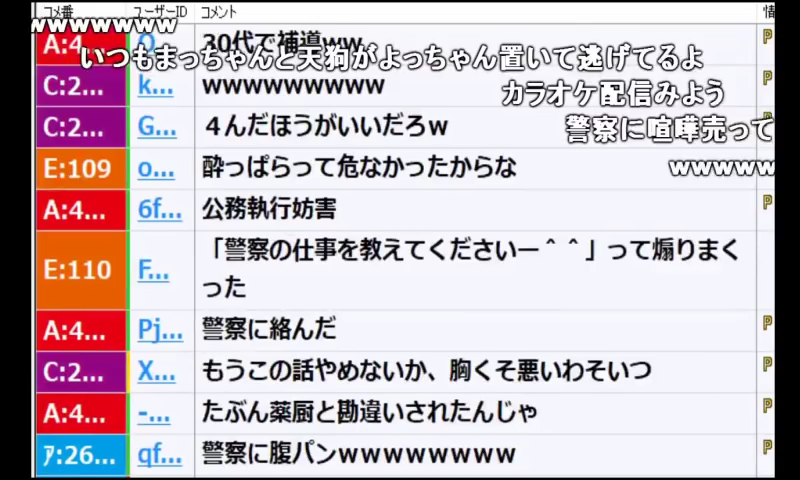 コメ番 ユーザーID コメント 情
wwwwwwww
A:4... O 30代で補導ww P
いつもまっちゃんと天狗がよっちゃん置いて逃げてるよ
C:2... k... wwwwwwwww P
カラオケ配信みよう
C:2... G... 4んだほうがいいだろw
警察に喧嘩売って
E:109 o... 酔っぱらって危なかったからな
wwwww
A:4... 6f... 公務執行妨害 P
E:110 F... 「警察の仕事を教えてくださいー＾＾」って煽りまく
った
A:4... Pj... 警察に絡んだ P
C:2... X... もうこの話やめないか、胸くそ悪いわそいつ P
A:4... -... たぶん薬厨と勘違いされたんじゃ P
ｱ:26... qf... 警察に腹パンwwwwwwww P